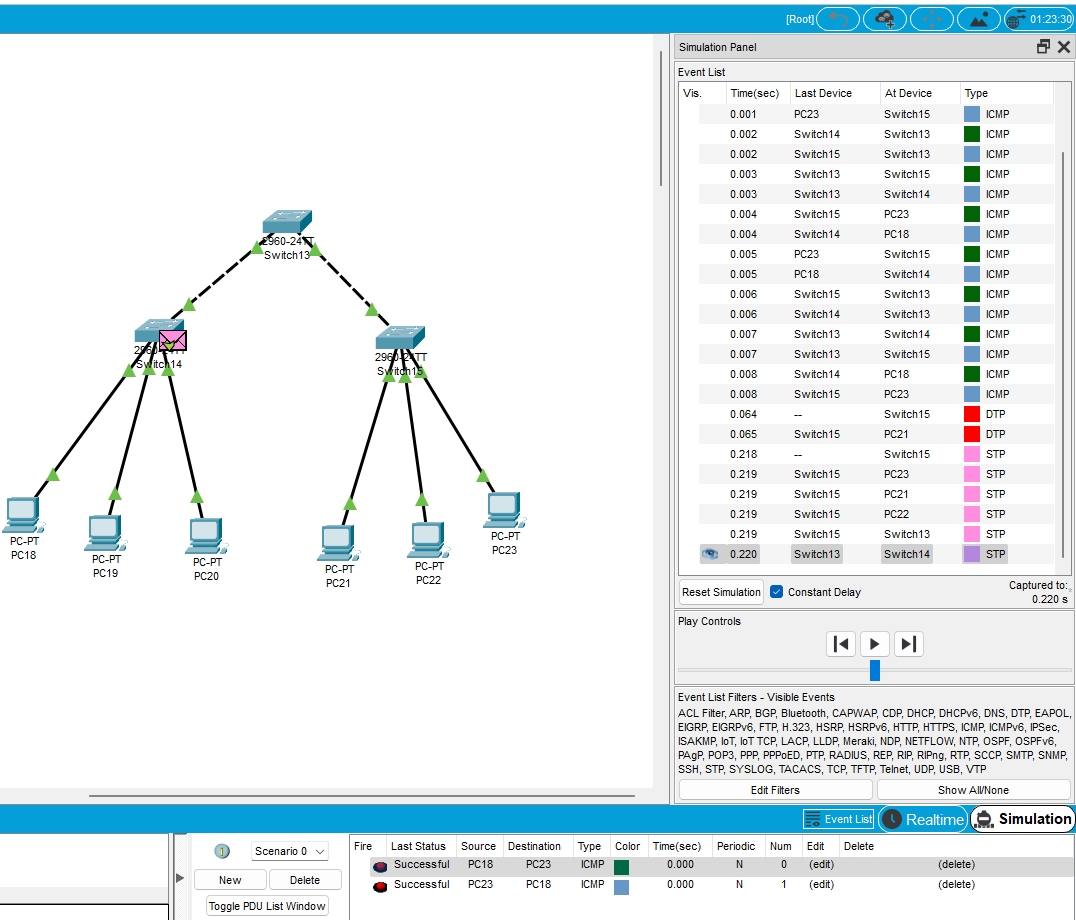 [Root] 01:23:30
Simulation Panel
Event List
Vis. Time(sec) Last Device At Device Type
0.001 PC23 Switch15 ICMP
0.002 Switch14 Switch13 ICMP
0.002 Switch15 Switch13 ICMP
0.003 Switch13 Switch15 ICMP
0.003 Switch13 Switch14 ICMP
0.004 Switch15 PC23 ICMP
0.004 Switch14 PC18 ICMP
0.005 PC23 Switch15 ICMP
0.005 PC18 Switch14 ICMP
0.006 Switch15 Switch13 ICMP
0.006 Switch14 Switch13 ICMP
0.007 Switch13 Switch14 ICMP
0.007 Switch13 Switch15 ICMP
0.008 Switch14 PC18 ICMP
0.008 Switch15 PC23 ICMP
0.064 -- Switch15 DTP
0.065 Switch15 PC21 DTP
0.218 -- Switch15 STP
0.219 Switch15 PC23 STP
0.219 Switch15 PC21 STP
0.219 Switch15 PC22 STP
0.219 Switch15 Switch13 STP
0.220 Switch13 Switch14 STP
Reset Simulation Constant Delay Captured to:
0.220 s
Play Controls
Event List Filters - Visible Events
ACL Filter, ARP, BGP, Bluetooth, CAPWAP, CDP, DHCP, DHCPv6, DNS, DTP, EAPOL,
EIGRP, EIGRPv6, FTP, H.323, HSRP, HSRPv6, HTTP, HTTPS, ICMP, ICMPv6, IPSec,
ISAKMP, IoT, IoT TCP, LACP, LLDP, Meraki, NDP, NETFLOW, NTP, OSPF, OSPFv6,
PAgP, POP3, PPP, PPPoED, PTP, RADIUS, REP, RIP, RIPng, RTP, SCCP, SMTP, SNMP,
SSH, STP, SYSLOG, TACACS, TCP, TFTP, Telnet, UDP, USB, VTP
Edit Filters Show All/None
2960-24TT
Switch13
2960-24TT
Switch14
2960-24TT
Switch15
PC-PT
PC18
PC-PT
PC19
PC-PT
PC20
PC-PT
PC21
PC-PT
PC22
PC-PT
PC23
Event List Realtime Simulation
Scenario 0
New Delete
Toggle PDU List Window
Fire Last Status Source Destination Type Color Time(sec) Periodic Num Edit Delete
Successful PC18 PC23 ICMP 0.000 N 0 (edit) (delete)
Successful PC23 PC18 ICMP 0.000 N 1 (edit) (delete)